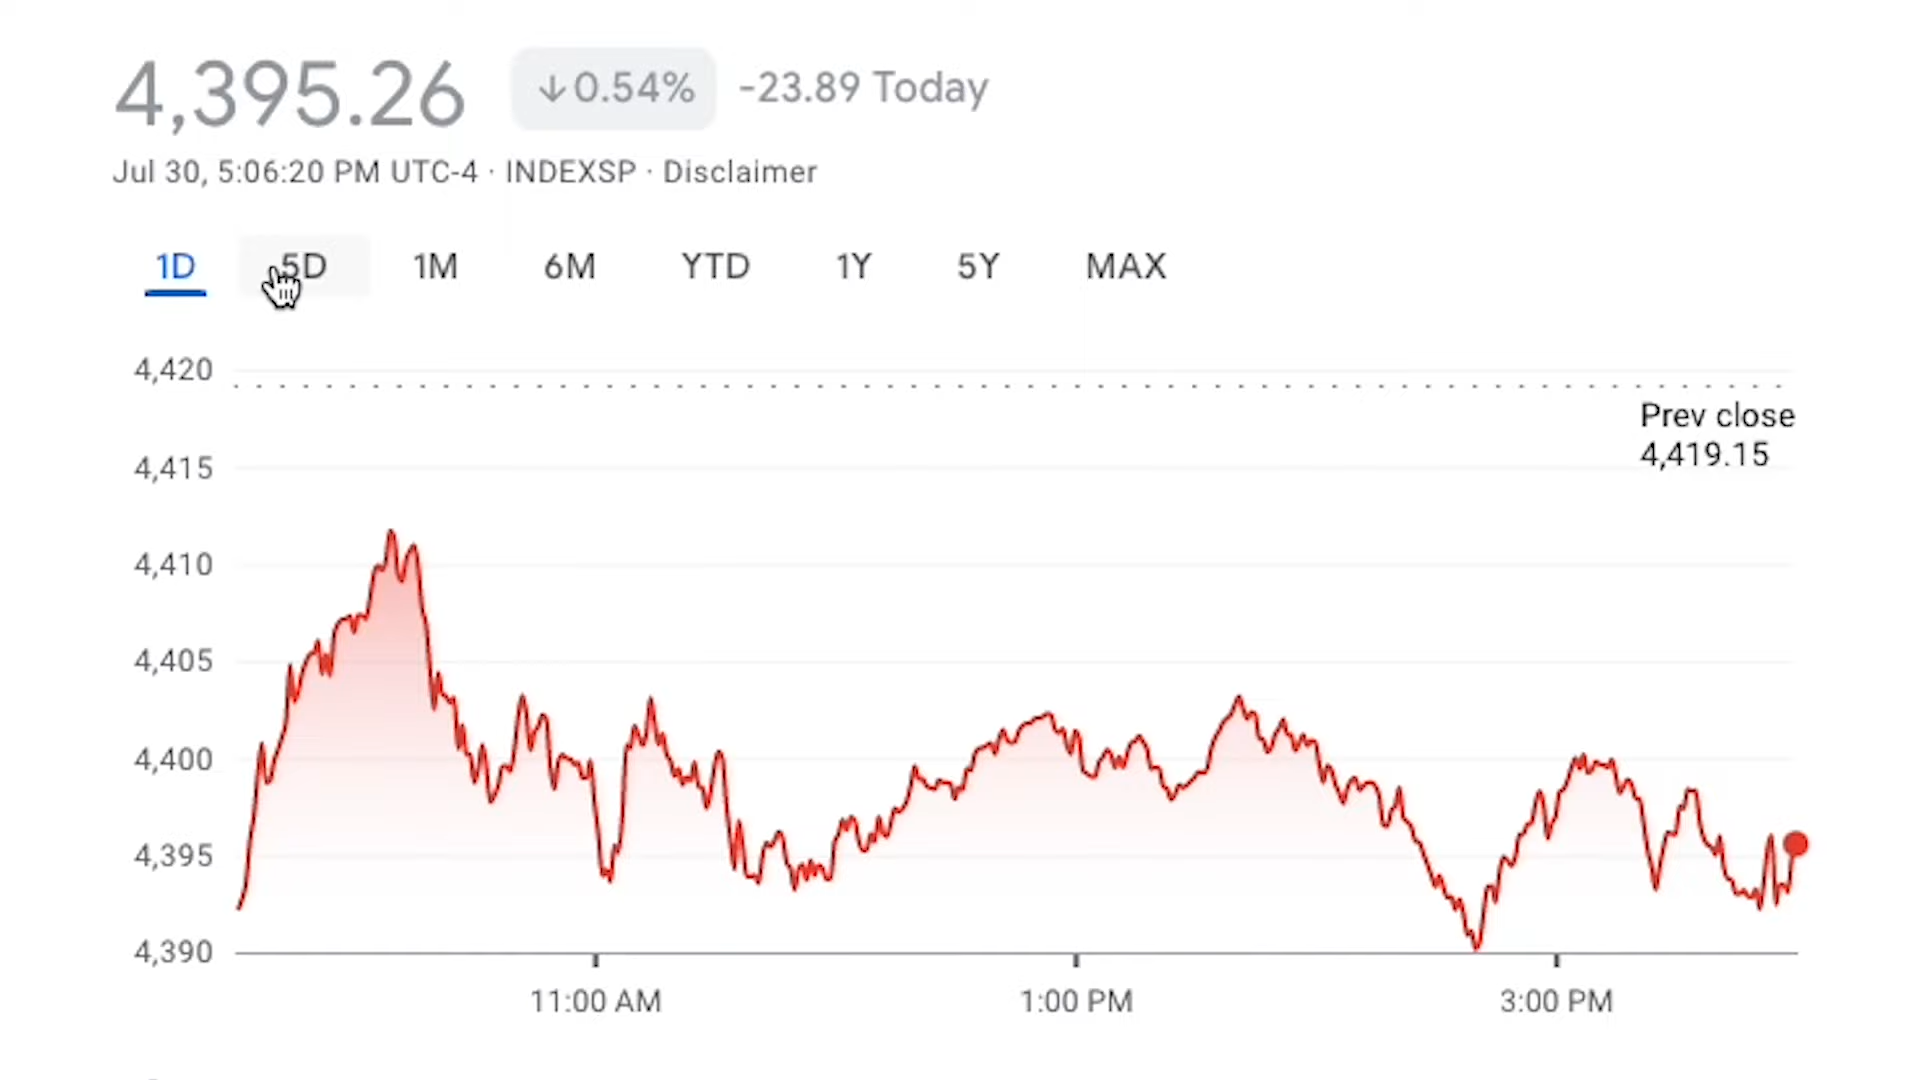 4,395.26 ↓0.54% -23.89 Today
Jul 30, 5:06:20 PM UTC-4 · INDEXSP · Disclaimer
1D 5D 1M 6M YTD 1Y 5Y MAX
4,420
Prev close
4,419.15
4,415
4,410
4,405
4,400
4,395
4,390
11:00 AM 1:00 PM 3:00 PM